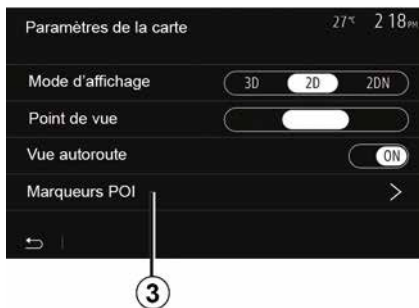 Paramètres de la carte 27°C 2 18PM
Mode d'affichage 3D 2D 2DN
Point de vue
Vue autoroute ON
Marqueurs POI
3